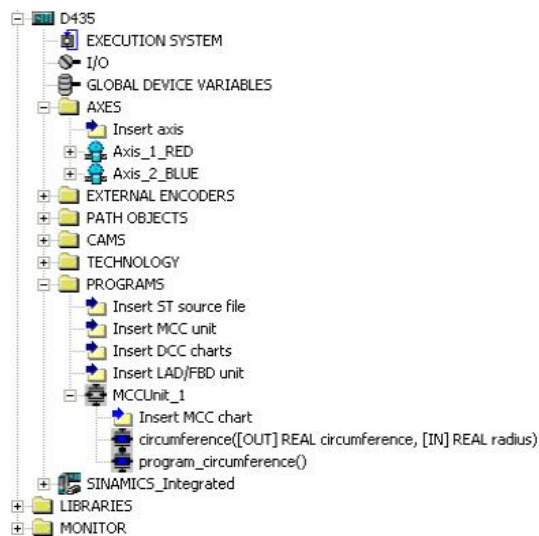 D435
EXECUTION SYSTEM
I/O
GLOBAL DEVICE VARIABLES
AXES
Insert axis
Axis_1_RED
Axis_2_BLUE
EXTERNAL ENCODERS
PATH OBJECTS
CAMS
TECHNOLOGY
PROGRAMS
Insert ST source file
Insert MCC unit
Insert DCC charts
Insert LAD/FBD unit
MCCUnit_1
Insert MCC chart
circumference([OUT] REAL circumference, [IN] REAL radius)
program_circumference()
SINAMICS_Integrated
LIBRARIES
MONITOR